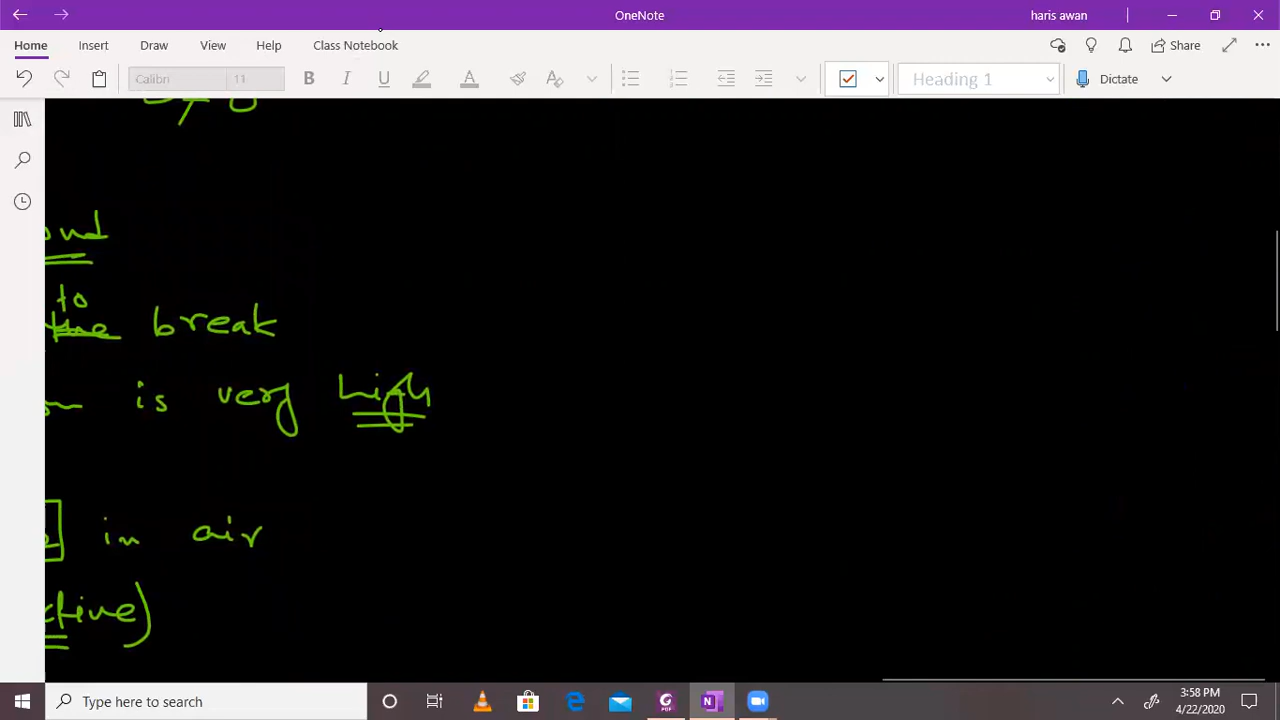 OneNote
haris awan
Home Insert Draw View Help Class Notebook
Share
Calibri 11
B I U A
Heading 1
Dictate
ond
to
the break
is very high
in air
ctive)
Type here to search
PDF
N
3:58 PM
4/22/2020